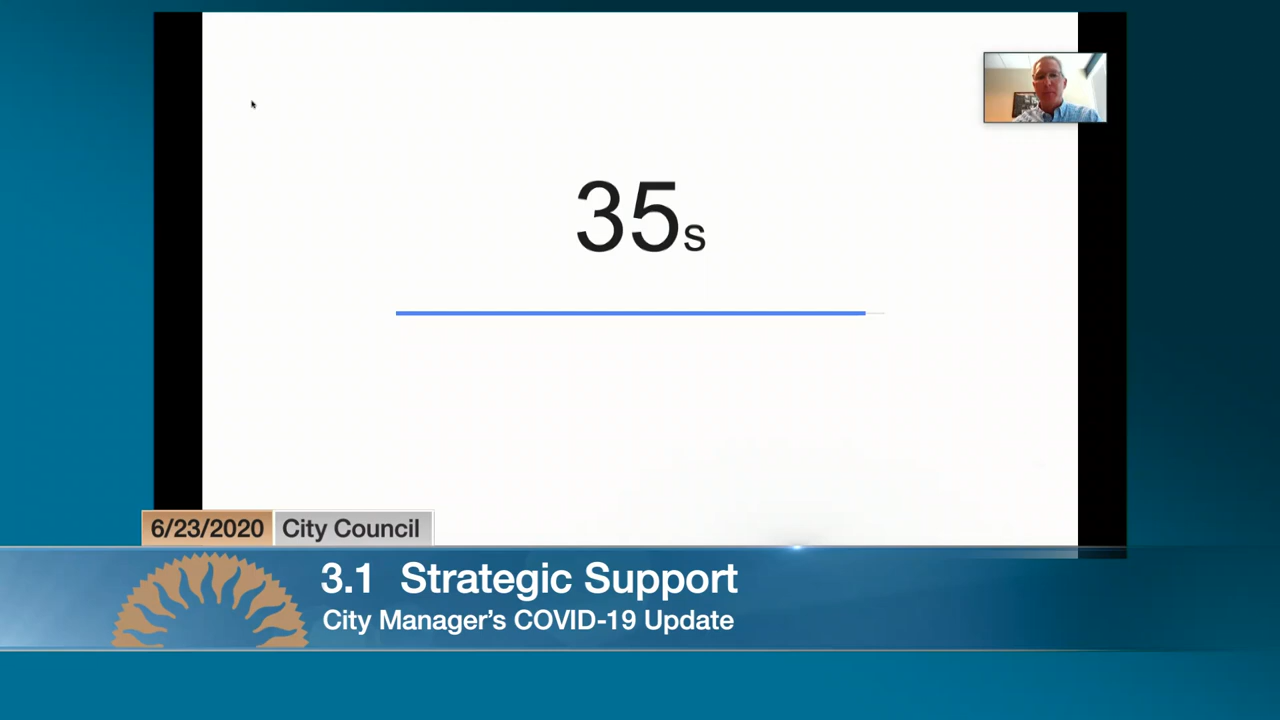 35s
6/23/2020 City Council
3.1 Strategic Support
City Manager's COVID-19 Update